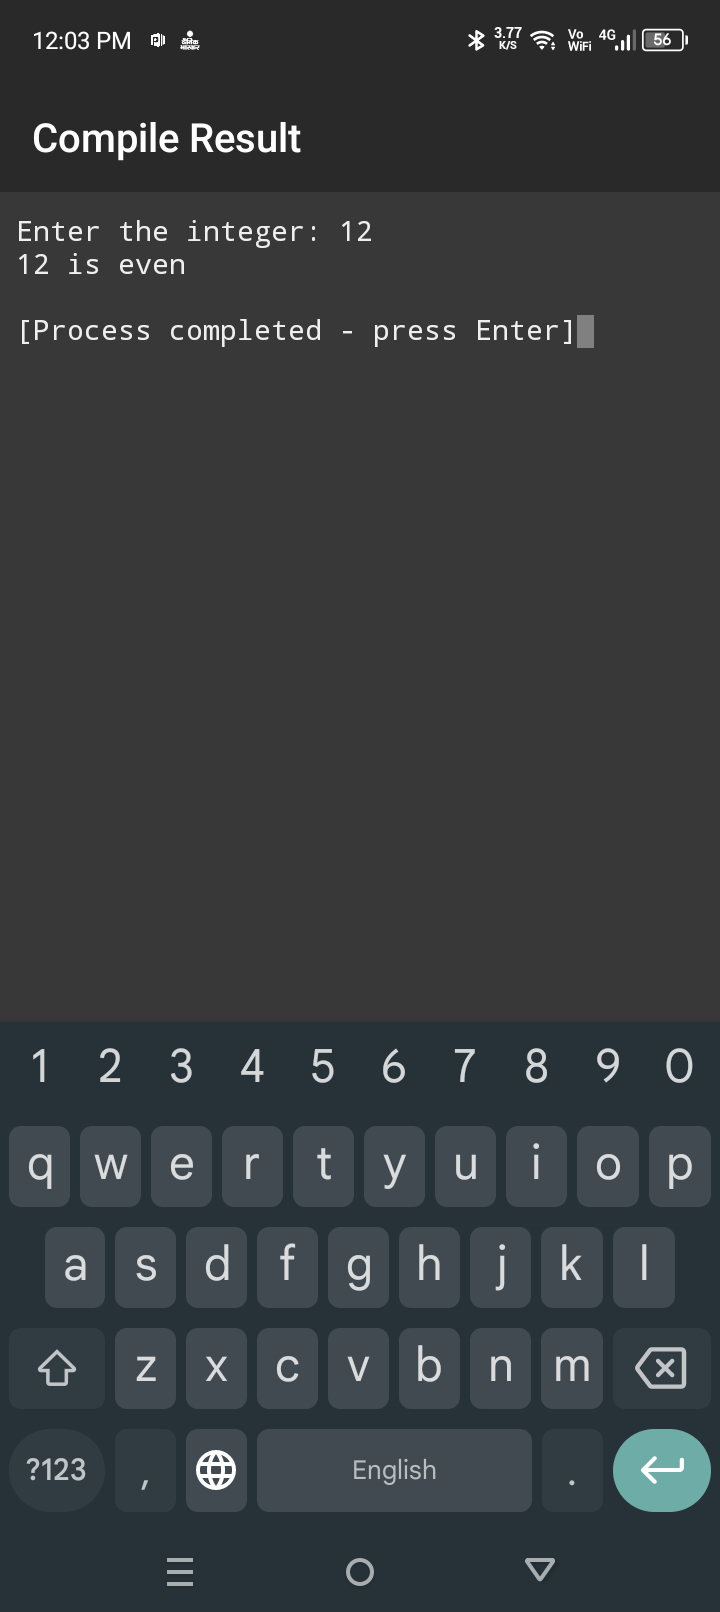 12:03 PM
3.77 K/S
Vo WiFi
4G
56
Compile Result
Enter the integer: 12
12 is even
[Process completed - press Enter]
1 2 3 4 5 6 7 8 9 0
q w e r t y u i o p
a s d f g h j k l
z x c v b n m
?123 , English .